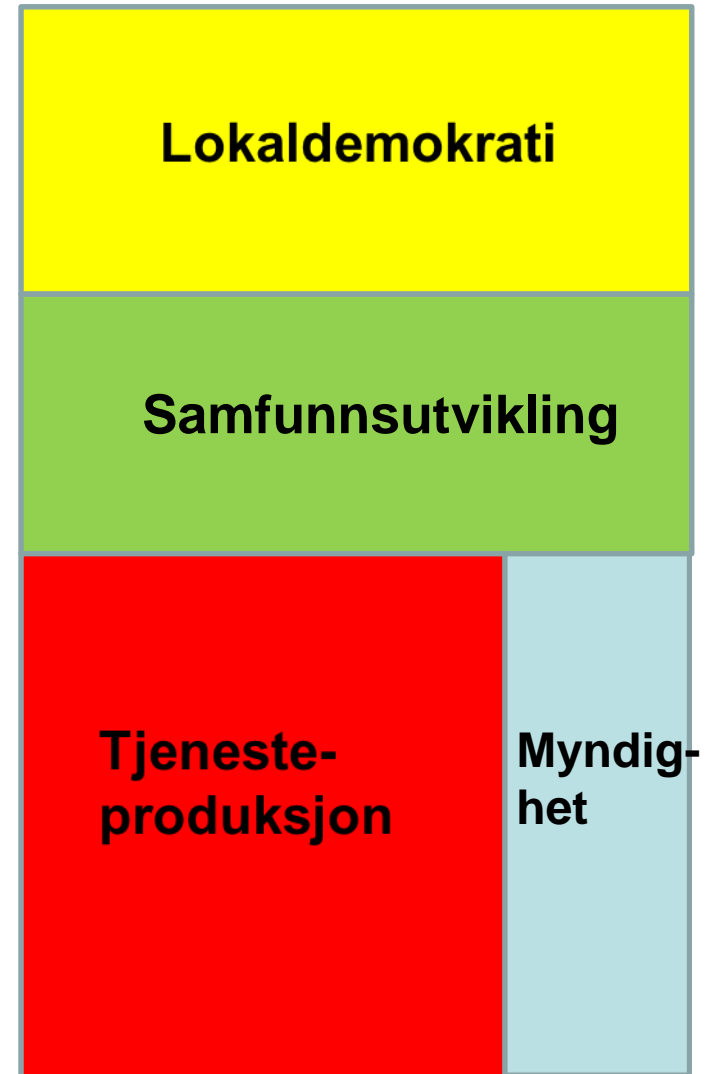 Lokaldemokrati
Samfunnsutvikling
Tjeneste-
produksjon
Myndig-
het